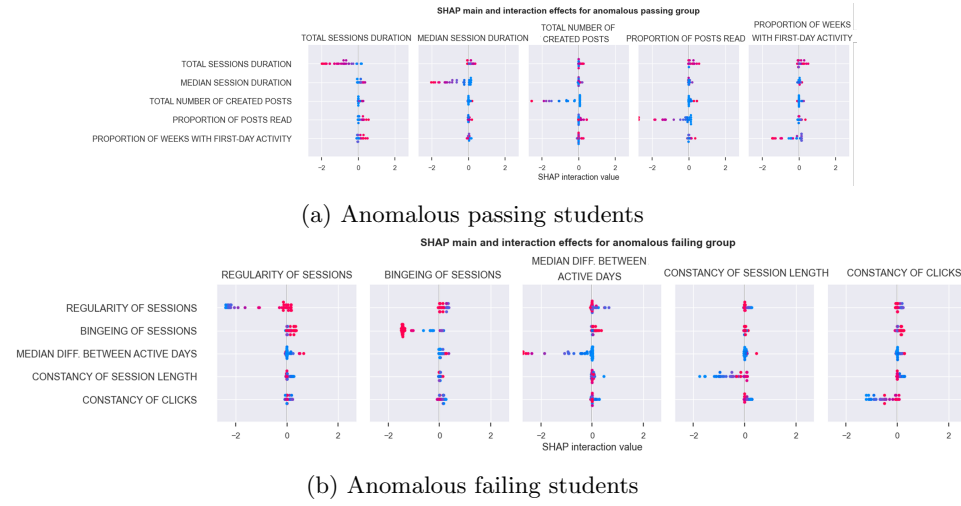 SHAP main and interaction effects for anomalous passing group
TOTAL SESSIONS DURATION MEDIAN SESSION DURATION TOTAL NUMBER OF CREATED POSTS PROPORTION OF POSTS READ PROPORTION OF WEEKS WITH FIRST-DAY ACTIVITY
TOTAL SESSIONS DURATION
MEDIAN SESSION DURATION
TOTAL NUMBER OF CREATED POSTS
PROPORTION OF POSTS READ
PROPORTION OF WEEKS WITH FIRST-DAY ACTIVITY
−2 0 2 −2 0 2 −2 0 2 −2 0 2 −2 0 2
SHAP interaction value
(a) Anomalous passing students
SHAP main and interaction effects for anomalous failing group
REGULARITY OF SESSIONS BINGEING OF SESSIONS MEDIAN DIFF. BETWEEN ACTIVE DAYS CONSTANCY OF SESSION LENGTH CONSTANCY OF CLICKS
REGULARITY OF SESSIONS
BINGEING OF SESSIONS
MEDIAN DIFF. BETWEEN ACTIVE DAYS
CONSTANCY OF SESSION LENGTH
CONSTANCY OF CLICKS
−2 0 2 −2 0 2 −2 0 2 −2 0 2 −2 0 2
SHAP interaction value
(b) Anomalous failing students